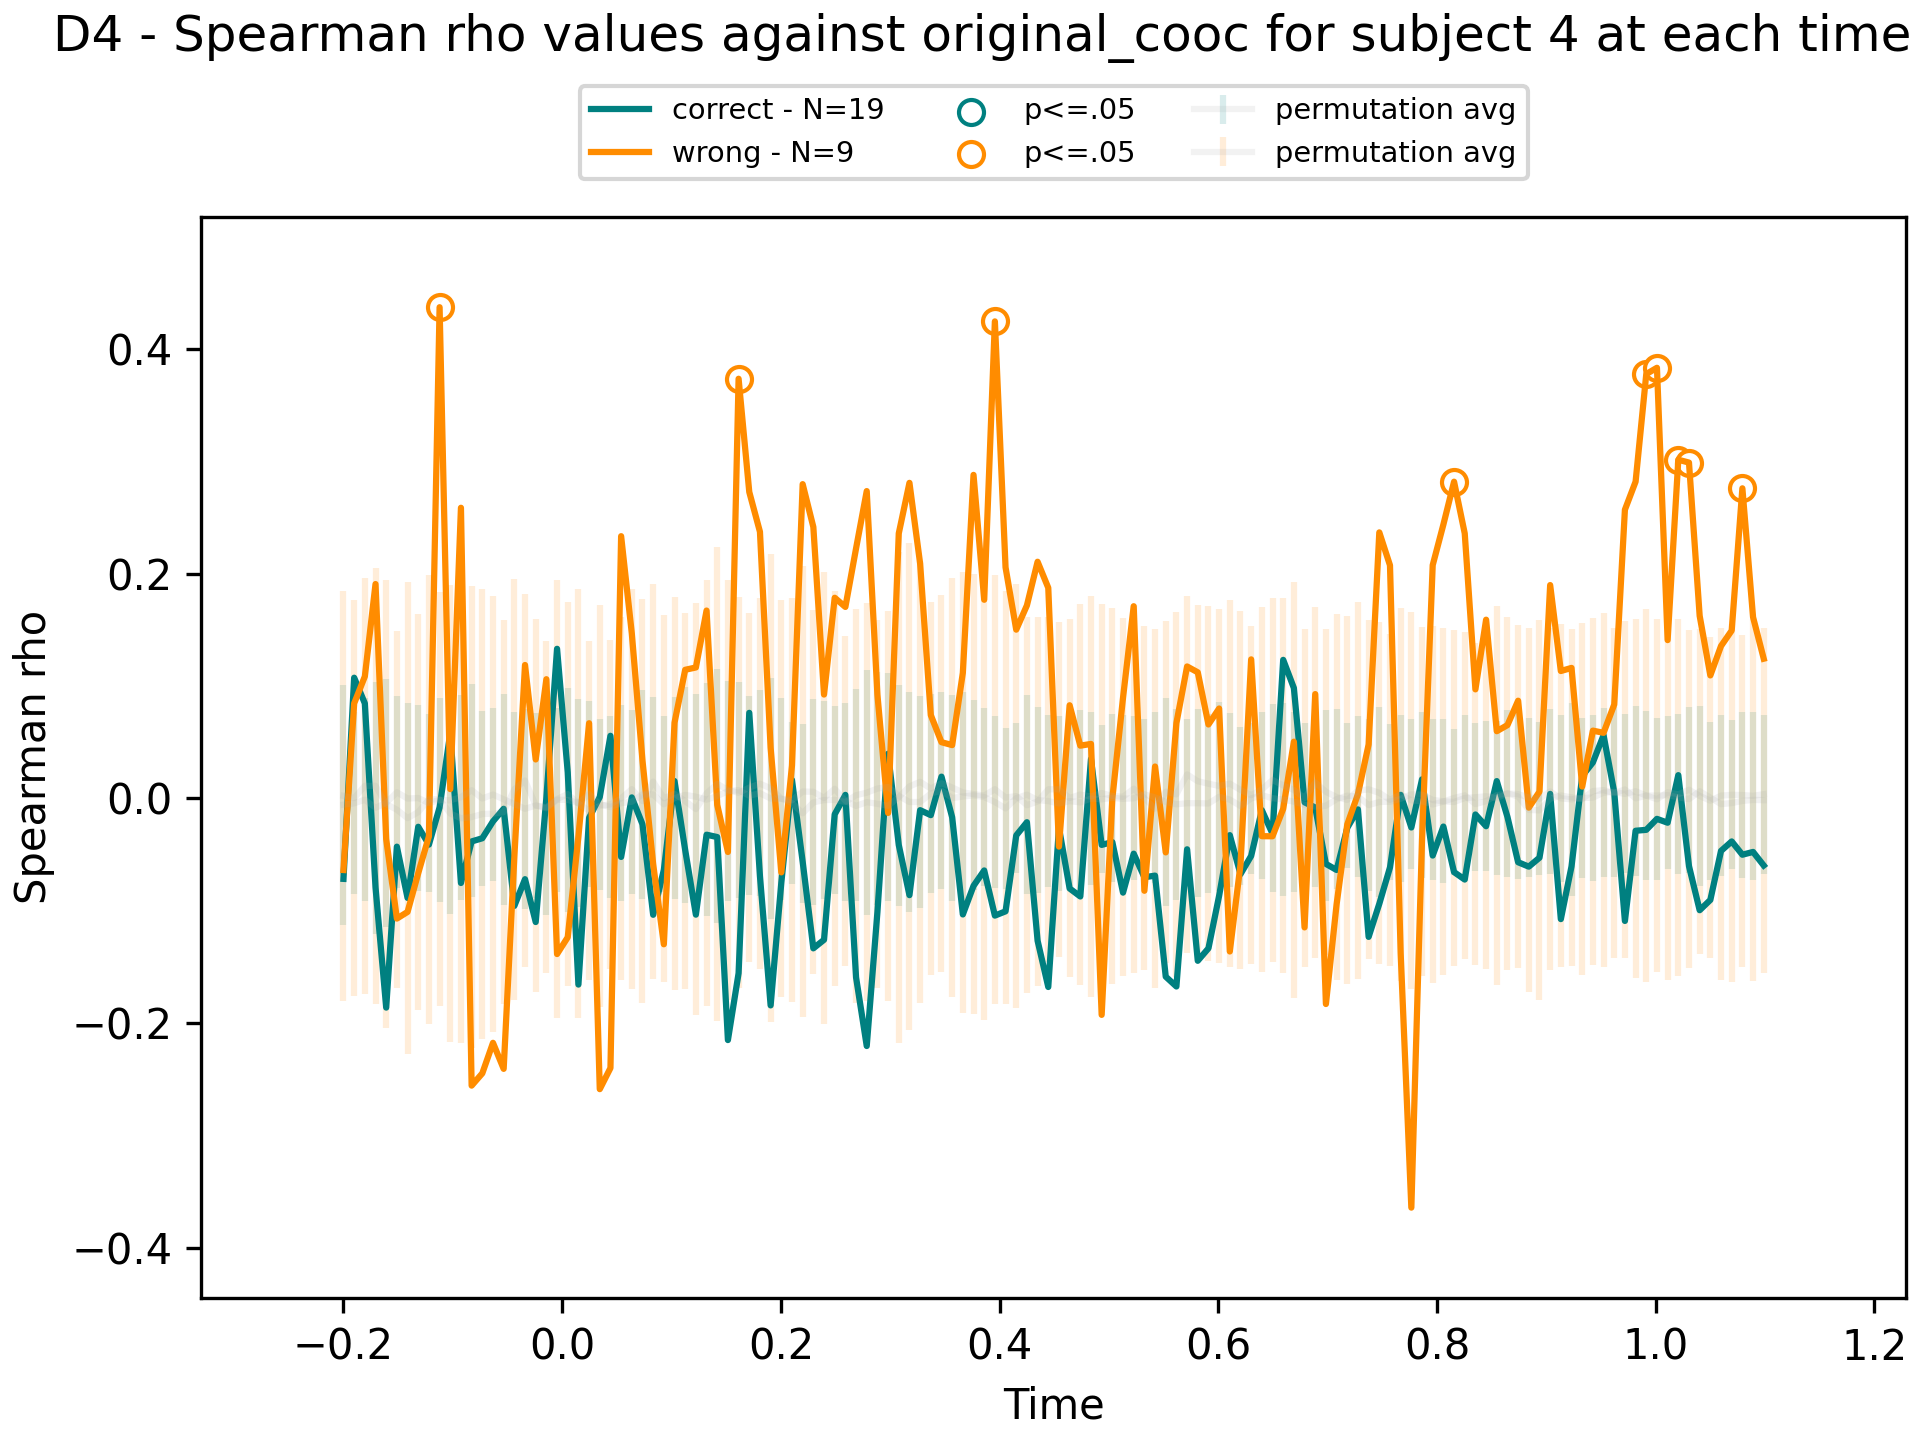 D4 - Spearman rho values against original_cooc for subject 4 at each time
correct - N=19
wrong - N=9
p<=.05
p<=.05
permutation avg
permutation avg
Spearman rho
0.4
0.2
0.0
−0.2
−0.4
−0.2
0.0
0.2
0.4
0.6
0.8
1.0
1.2
Time